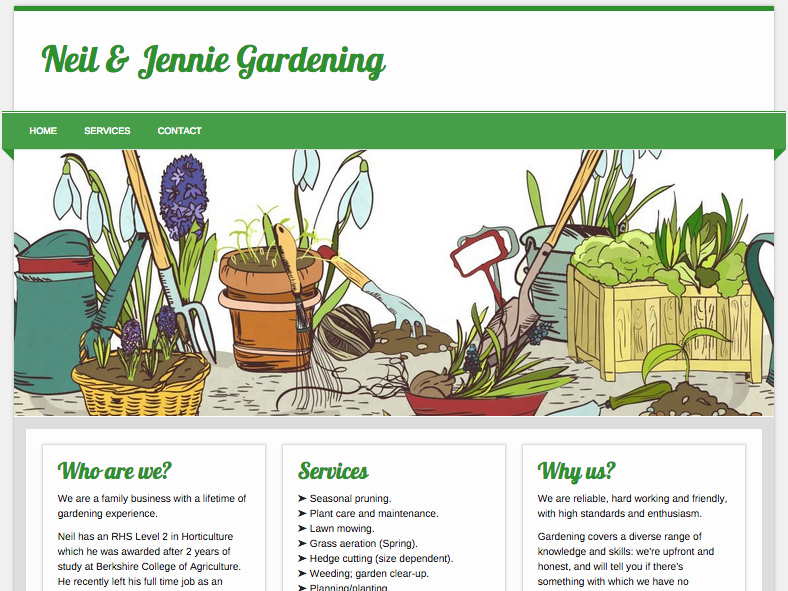 Neil & Jennie Gardening
HOME SERVICES CONTACT
Who are we?
We are a family business with a lifetime of
gardening experience.
Neil has an RHS Level 2 in Horticulture
which he was awarded after 2 years of
study at Berkshire College of Agriculture.
He recently left his full time job as an
Services
➤ Seasonal pruning.
➤ Plant care and maintenance.
➤ Lawn mowing.
➤ Grass aeration (Spring).
➤ Hedge cutting (size dependent).
➤ Weeding; garden clear-up.
➤ Planning/planting
Why us?
We are reliable, hard working and friendly,
with high standards and enthusiasm.
Gardening covers a diverse range of
knowledge and skills: we're upfront and
honest, and will tell you if there's
something with which we have no